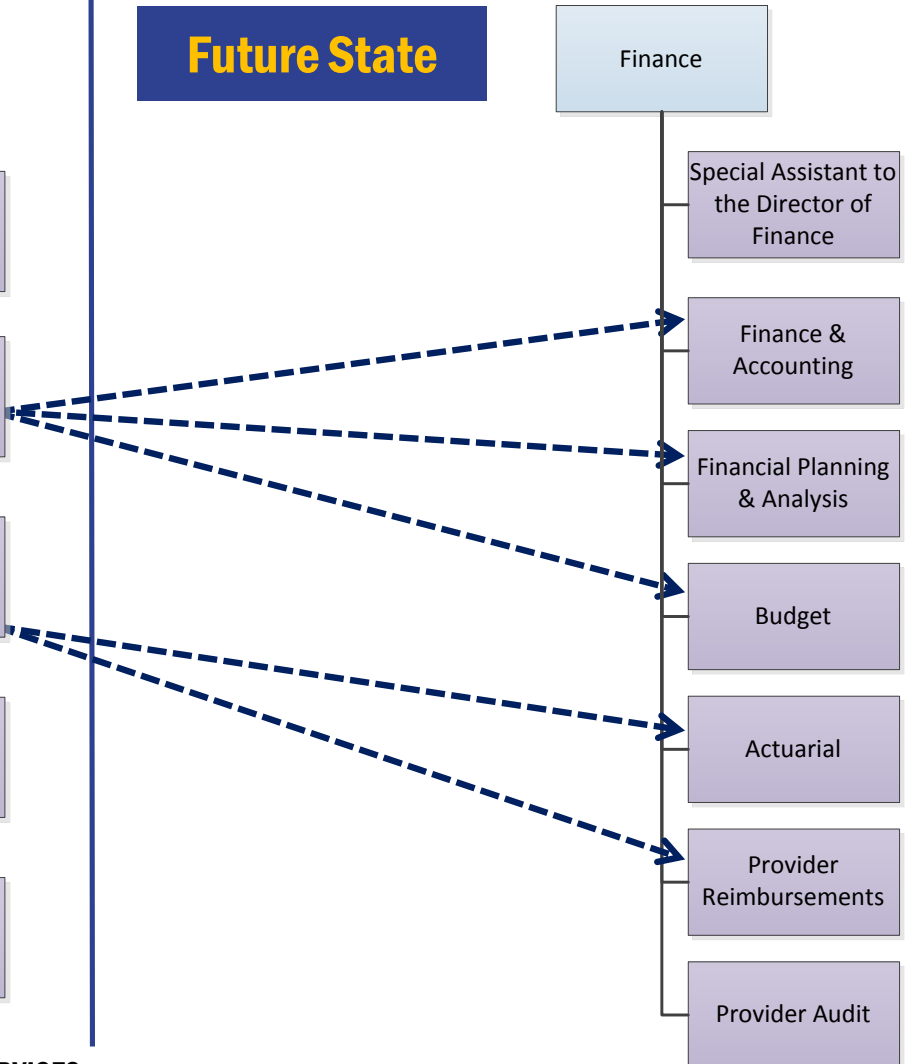 Future State
Finance
Special Assistant to
the Director of
Finance
Finance &
Accounting
Financial Planning
& Analysis
Budget
Actuarial
Provider
Reimbursements
Provider Audit